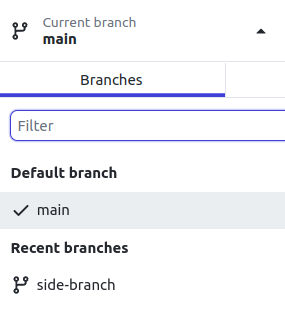 Current branch
main
Branches
Filter
Default branch
main
Recent branches
side-branch